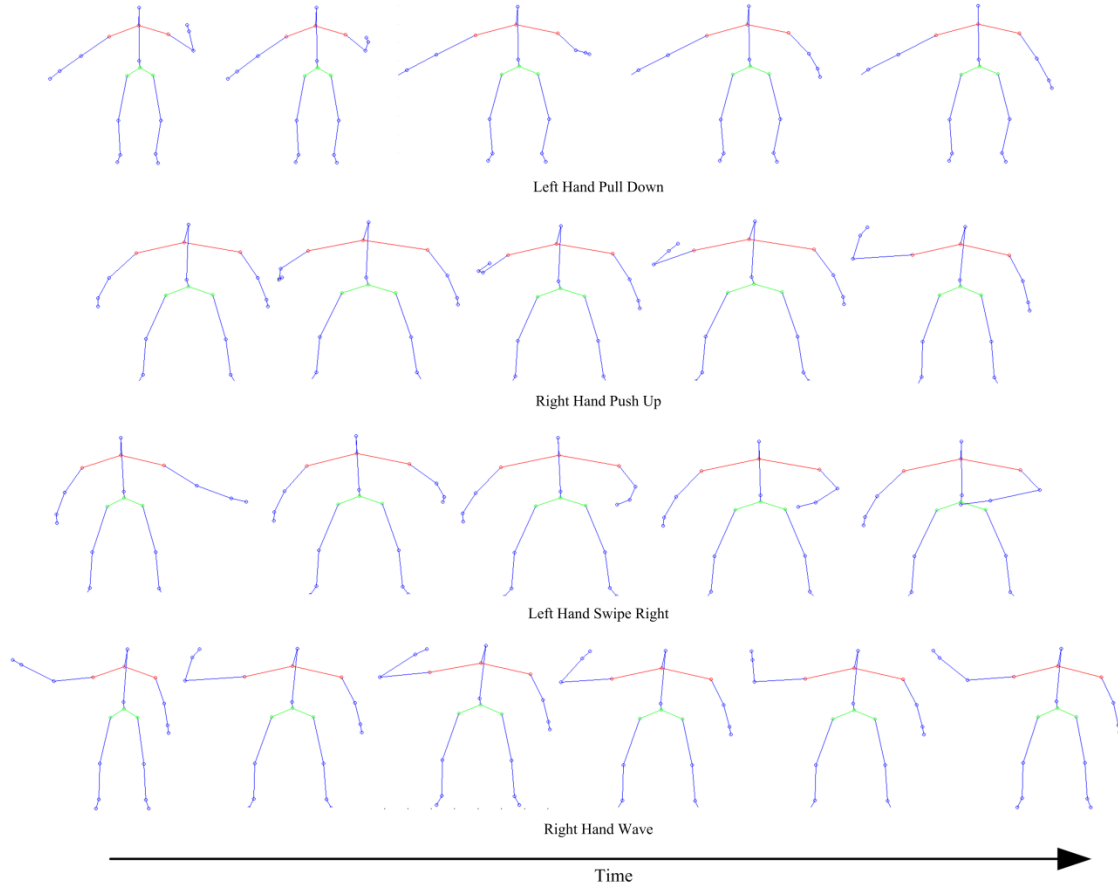 Left Hand Pull Down
Right Hand Push Up
Left Hand Swipe Right
Right Hand Wave
Time